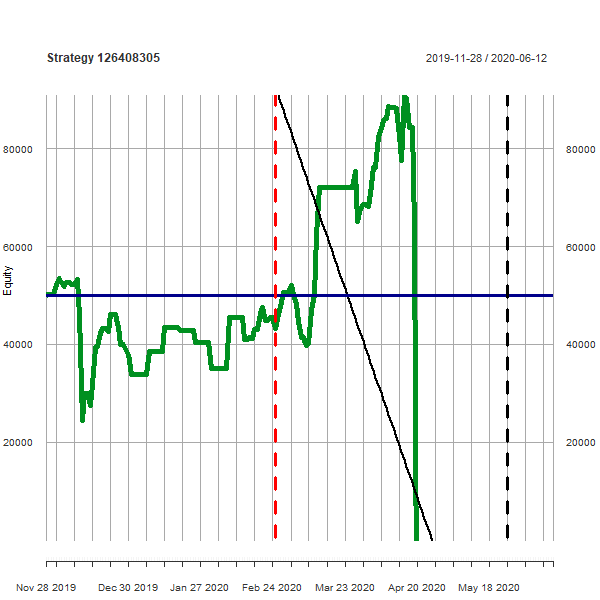 Strategy 126408305
2019-11-28 / 2020-06-12
80000
80000
60000
60000
Equity
40000
40000
20000
20000
Nov 28 2019
Dec 30 2019
Jan 27 2020
Feb 24 2020
Mar 23 2020
Apr 20 2020
May 18 2020